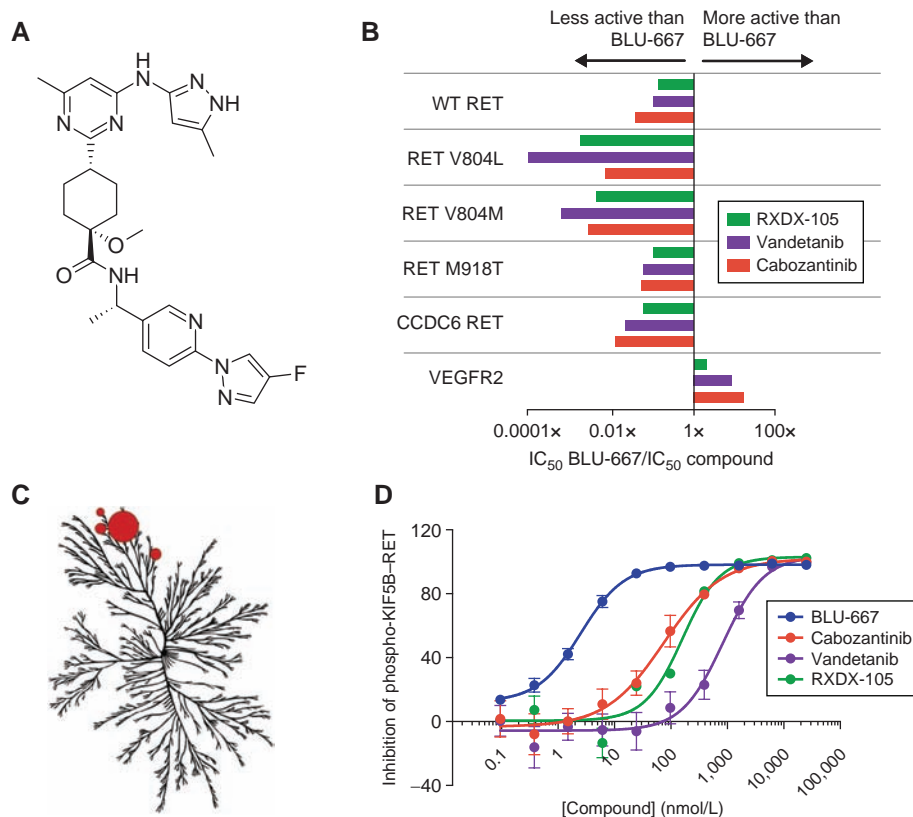 A
H
N
N
NH
N
N
O
O
N
H
N
N
N
F
B
Less active than
BLU-667
More active than
BLU-667
WT RET
RET V804L
RET V804M
RET M918T
CCDC6 RET
VEGFR2
RXDX-105
Vandetanib
Cabozantinib
0.0001× 0.01× 1× 100×
IC50 BLU-667/IC50 compound
C
D
Inhibition of phospho-KIF5B–RET
120
80
40
0
−40
0.1 1 10 100 1,000 10,000 100,000
[Compound] (nmol/L)
BLU-667
Cabozantinib
Vandetanib
RXDX-105